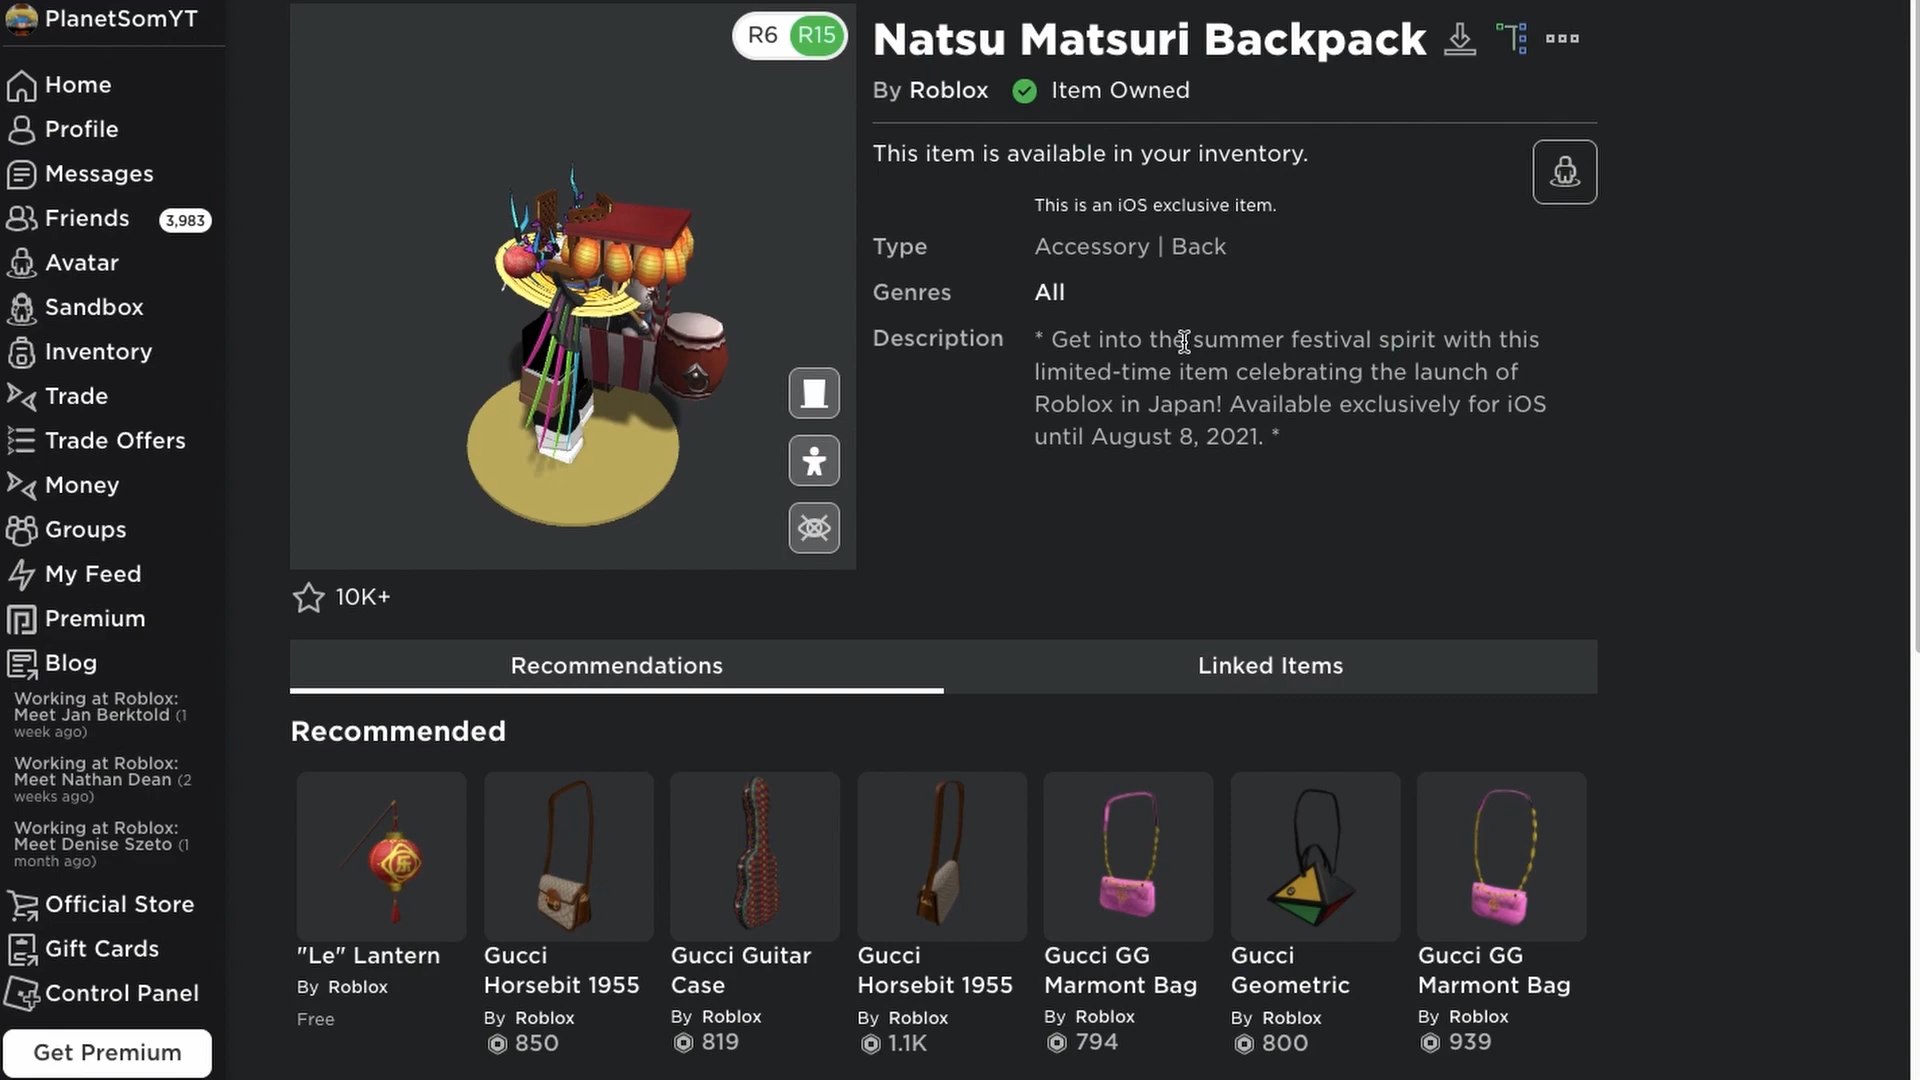 PlanetSomYT
Home
Profile
Messages
Friends 3,983
Avatar
Sandbox
Inventory
Trade
Trade Offers
Money
Groups
My Feed
Premium
Blog
Working at Roblox:
Meet Jan Berktold (1
week ago)
Working at Roblox:
Meet Nathan Dean (2
weeks ago)
Working at Roblox:
Meet Denise Szeto (1
month ago)
Official Store
Gift Cards
Control Panel
Get Premium
R6 R15
10K+
Natsu Matsuri Backpack
By Roblox Item Owned
This item is available in your inventory.
This is an iOS exclusive item.
Type Accessory | Back
Genres All
Description * Get into the summer festival spirit with this
limited-time item celebrating the launch of
Roblox in Japan! Available exclusively for iOS
until August 8, 2021. *
Recommendations Linked Items
Recommended
乐
"Le" Lantern
By Roblox
Free
Gucci
Horsebit 1955
By Roblox
850
Gucci Guitar
Case
By Roblox
819
Gucci
Horsebit 1955
By Roblox
1.1K
Gucci GG
Marmont Bag
By Roblox
794
Gucci
Geometric
By Roblox
800
Gucci GG
Marmont Bag
By Roblox
939